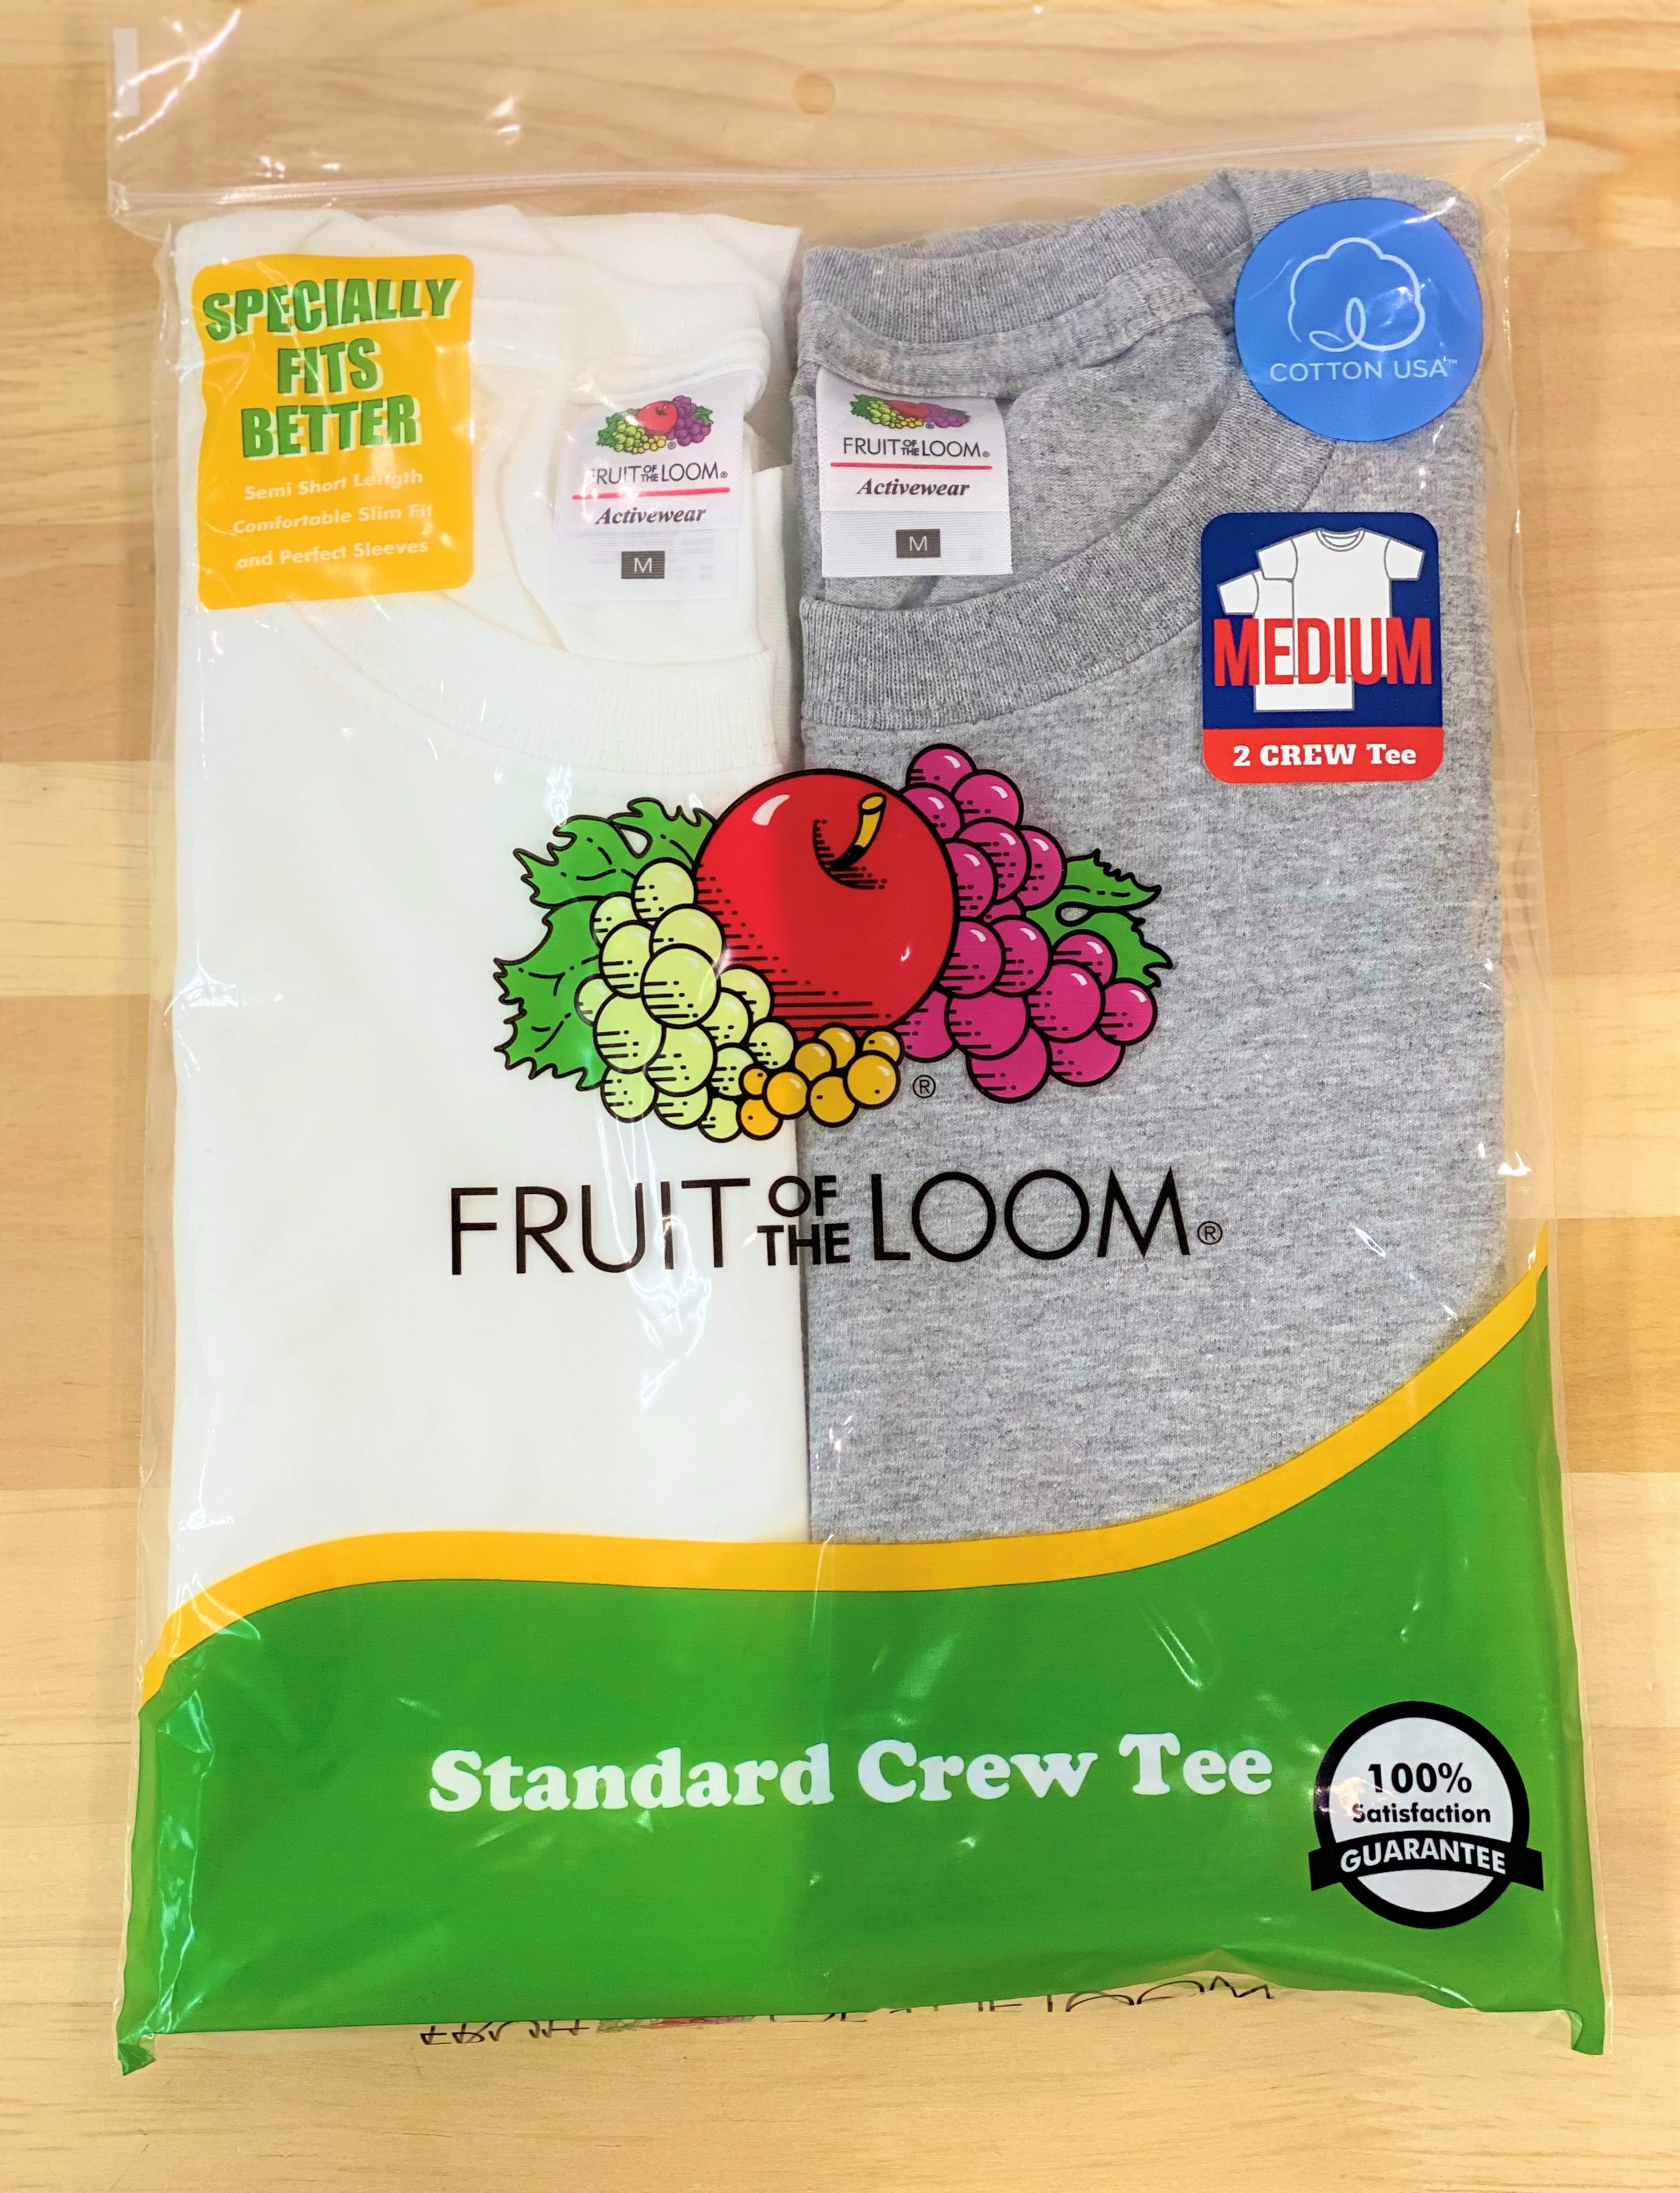 SPECIALLY
FITS
BETTER
Semi Short Length
Comfortable Slim Fit
and Perfect Sleeves
FRUIT OF THE LOOM®
Activewear
M
FRUIT OF THE LOOM®
Activewear
M
COTTON USA™
MEDIUM
2 CREW Tee
®
FRUIT OF THE LOOM®
Standard Crew Tee
100%
Satisfaction
GUARANTEE